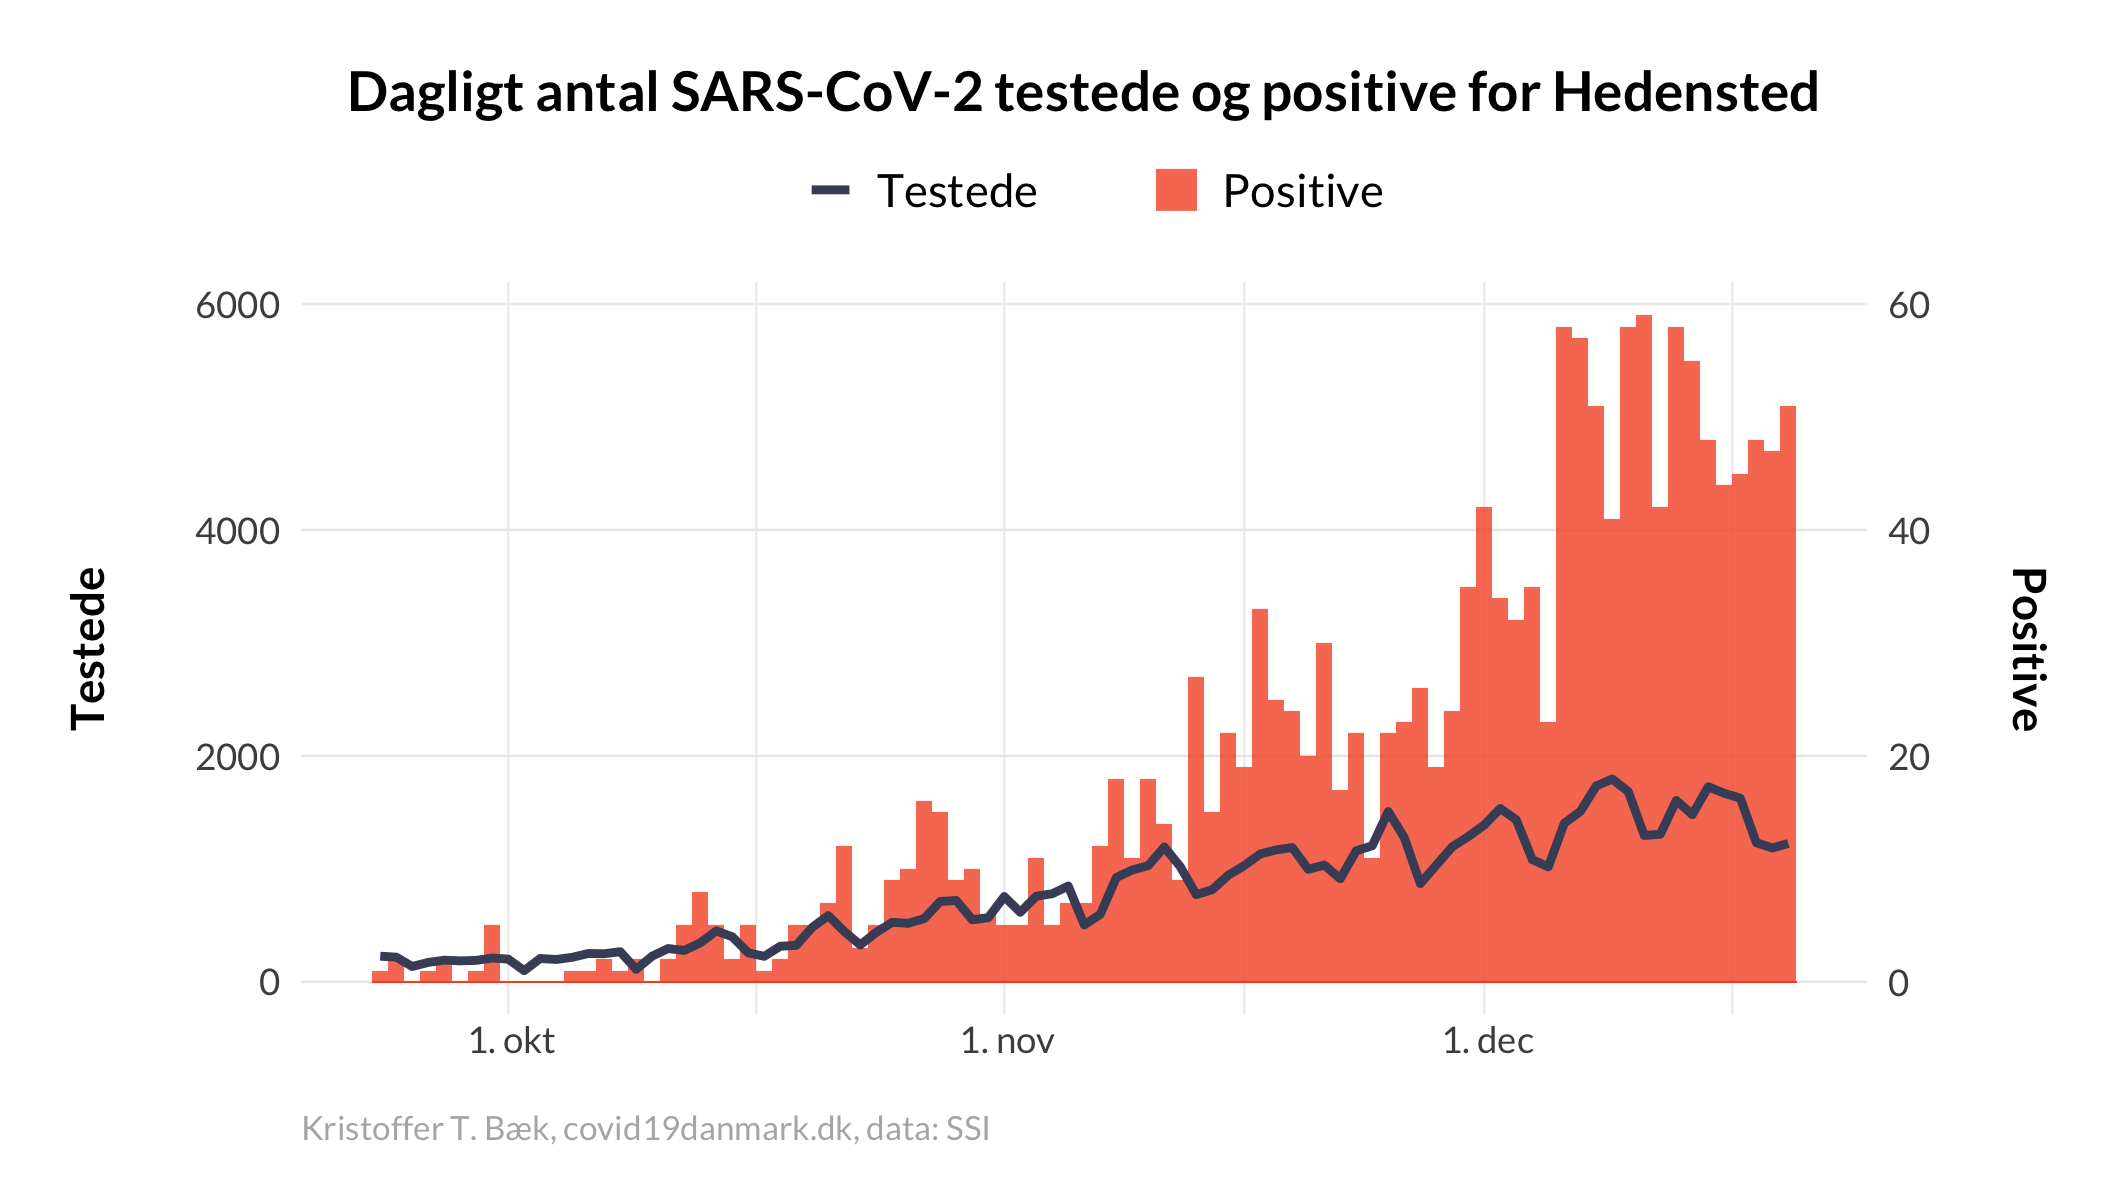 Dagligt antal SARS-CoV-2 testede og positive for Hedensted
Testede Positive
6000 60
4000 40
2000 20
0 0
Testede
Positive
1. okt 1. nov 1. dec
Kristoffer T. Bæk, covid19danmark.dk, data: SSI